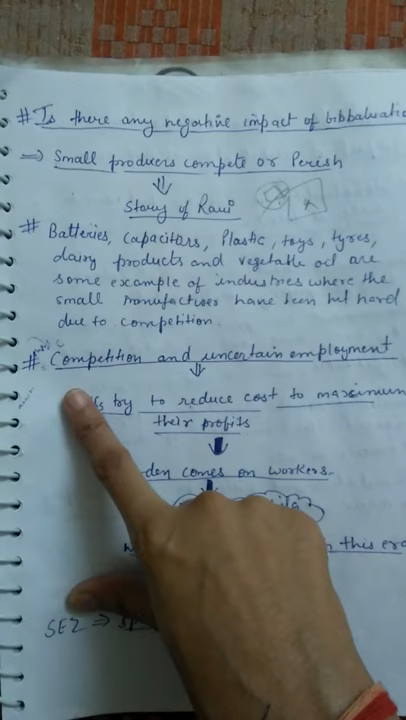 # Is there any negative impact of
⇒ Small producers compete or Perish
⇓
Story of Ravi
# Batteries, Capacitors, Plastic, toys, tyres,
dairy products and vegetable oil are
some example of industries where the
small manufactures have been hit hard
due to competition.
# Competition and uncertain employment
⇓
try to reduce cost to maximum
their profits
↓
comes on workers
↓
this era
SEZ ⇒